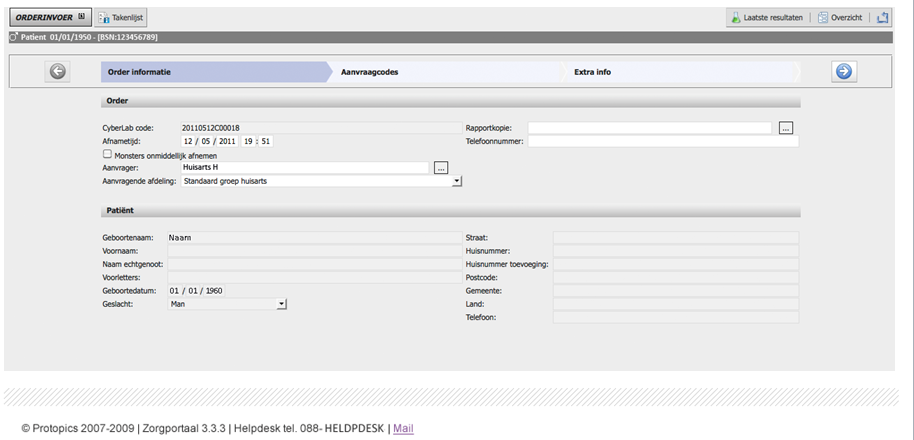 ORDERINVOER Takenlijst Laatste resultaten | Overzicht |
Patient 01/01/1950 - [BSN:123456789]
Order informatie Aanvraagcodes Extra info
Order
CyberLab code: 20110512C00018 Rapportkopie: ...
Afnametijd: 12 / 05 / 2011 19 : 51 Telefoonnummer:
Monsters onmiddellijk afnemen
Aanvrager: Huisarts H ...
Aanvragende afdeling: Standaard groep huisarts
Patiënt
Geboortenaam: Naam Straat:
Voornaam: Huisnummer:
Naam echtgenoot: Huisnummer toevoeging:
Voorletters: Postcode:
Geboortedatum: 01 / 01 / 1960 Gemeente:
Geslacht: Man Land:
Telefoon:
© Protopics 2007-2009 | Zorgportaal 3.3.3 | Helpdesk tel. 088- HELDPDESK | Mail